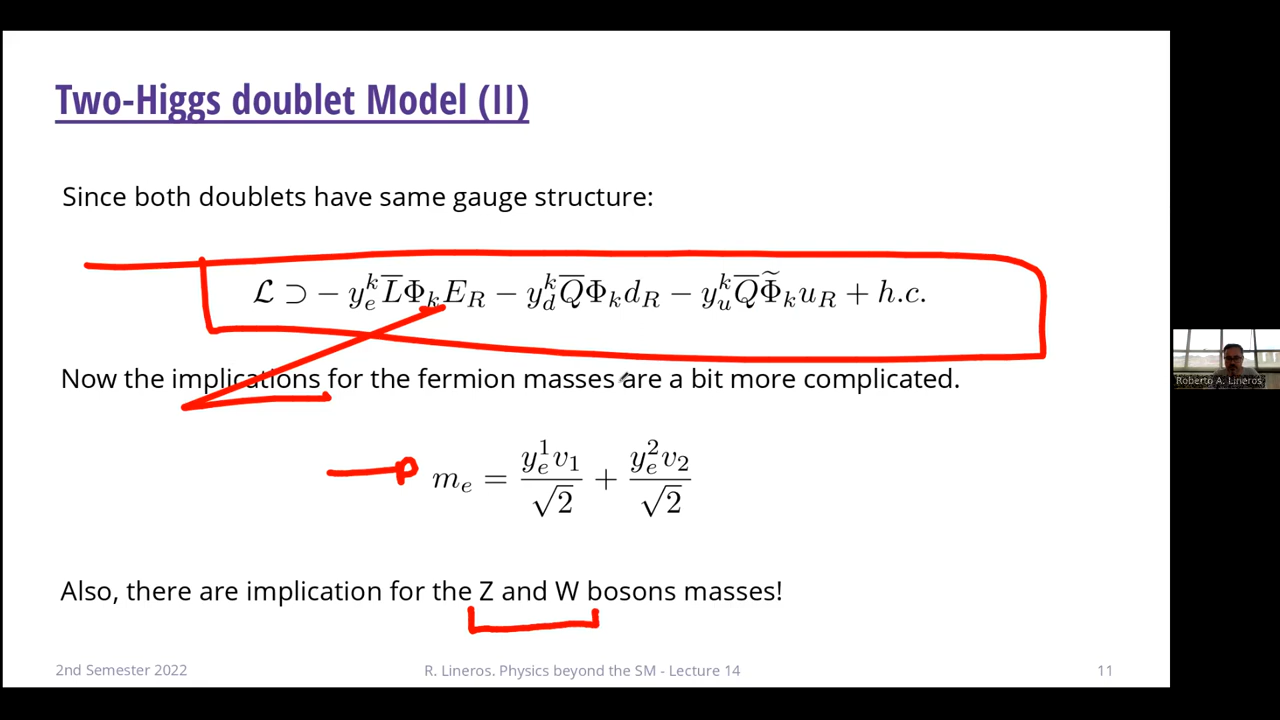 Two-Higgs doublet Model (II)
Since both doublets have same gauge structure:
ℒ ⊃ − y_e^k L̅Φ_k E_R − y_d^k Q̅Φ_k d_R − y_u^k Q̅Φ̃_k u_R + h.c.
Now the implications for the fermion masses are a bit more complicated.
m_e = y_e^1 v_1 / √2 + y_e^2 v_2 / √2
Also, there are implication for the Z and W bosons masses!
2nd Semester 2022 R. Lineros. Physics beyond the SM - Lecture 14 11
Roberto A. Lineros